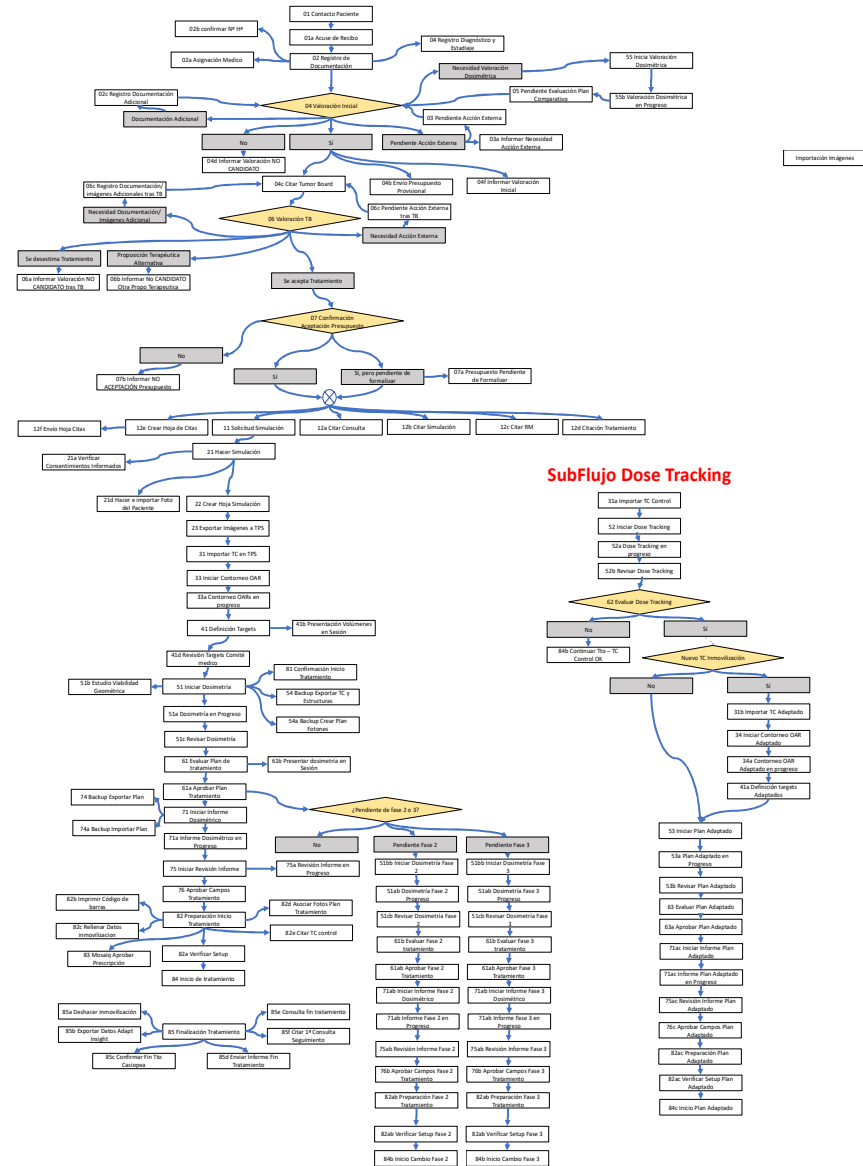 01 Contacto Paciente
02b confirmar Nº Hª
01a Acuse de Recibo
04 Registro Diagnóstico y
Estadiaje
02a Asignación Medico
02 Registro de
Documentación
Necesidad Valoración
Dosimétrica
55 Inicia Valoración
Dosimétrica
02c Registro Documentación
Adicional
04 Valoración Inicial
05 Pendiente Evaluación Plan
Comparativo
55b Valoración Dosimétrica
en Progreso
Documentación Adicional
03 Pendiente Acción Externa
No
Sí
Pendiente Acción Externa
03a Informar Necesidad
Acción Externa
Importación Imágenes
04d Informar Valoración NO
CANDIDATO
06c Registro Documentación/
imágenes Adicionales tras TB
04c Citar Tumor Board
04b Envío Presupuesto
Provisional
04f Informar Valoración
Inicial
Necesidad Documentación/
Imágenes Adicional
06 Valoración TB
06c Pendiente Acción Externa
tras TB
Necesidad Acción Externa
Se desestima Tratamiento
Proposición Terapéutica
Alternativa
06a Informar Valoración NO
CANDIDATO tras TB
06b Informar No CANDIDATO
Otra Propo Terapeutica
Se acepta Tratamiento
07 Confirmación
Aceptación Presupuesto
No
07b Informar NO
ACEPTACIÓN Presupuesto
Sí
Sí, pero pendiente de
formalizar
07a Presupuesto Pendiente
de Formalizar
12f Envío Hoja Citas
12e Crear Hoja de Citas
11 Solicitud Simulación
12a Citar Consulta
12b Citar Simulación
12c Citar RM
12d Citación Tratamiento
21 Hacer Simulación
21a Verificar
Consentimientos Informados
21d Hacer e importar Foto
del Paciente
22 Crear Hoja Simulación
23 Exportar Imágenes a TPS
31 Importar TC en TPS
33 Iniciar Contorneo OAR
33a Contorneo OARs en
progreso
41 Definición Targets
41b Presentación Volúmenes
en Sesión
41d Revisión Targets Comité
medico
51b Estudio Viabilidad
Geométrica
51 Iniciar Dosimetría
81 Confirmación Inicio
Tratamiento
54 Backup Exportar TC y
Estructuras
54a Backup Crear Plan
Fotones
51a Dosimetría en Progreso
51c Revisar Dosimetría
61 Evaluar Plan de
tratamiento
61b Presentar dosimetría en
Sesión
61a Aprobar Plan
Tratamiento
74 Backup Exportar Plan
71 Iniciar Informe
Dosimétrico
74a Backup Importar Plan
71a Informe Dosimétrico en
Progreso
75 Iniciar Revisión Informe
75a Revisión Informe en
Progreso
76 Aprobar Campos
Tratamiento
82b Imprimir Código de
barras
82 Preparación Inicio
Tratamiento
82d Asociar Fotos Plan
Tratamiento
82c Rellenar Datos
inmovilizacion
82e Citar TC control
83 Mosaiq Aprobar
Prescripción
82a Verificar Setup
84 Inicio de tratamiento
85a Deshacer inmovilización
85e Consulta fin tratamiento
85b Exportar Datos Adapt
Insight
85 Finalización Tratamiento
85f Citar 1ª Consulta
Seguimiento
85c Confirmar Fin Tto
Casiopea
85d Enviar Informe Fin
Tratamiento
¿Pendiente de fase 2 o 3?
No
Pendiente Fase 2
Pendiente Fase 3
51bb Iniciar Dosimetría Fase
2
51bb Iniciar Dosimetría Fase
3
51ab Dosimetría Fase 2
Progreso
51ab Dosimetría Fase 3
Progreso
51cb Revisar Dosimetría Fase
2
51cb Revisar Dosimetría Fase
3
61b Evaluar Fase 2
tratamiento
61b Evaluar Fase 3
tratamiento
61ab Aprobar Fase 2
Tratamiento
61ab Aprobar Fase 3
Tratamiento
71ab Iniciar Informe Fase 2
Dosimétrico
71ab Iniciar Informe Fase 3
Dosimétrico
71ab Informe Fase 2 en
Progreso
71ab Informe Fase 3 en
Progreso
75ab Revisión Informe Fase 2
75ab Revisión Informe Fase 3
76b Aprobar Campos Fase 2
Tratamiento
76b Aprobar Campos Fase 3
Tratamiento
82ab Preparación Fase 2
Tratamiento
82ab Preparación Fase 3
Tratamiento
82ab Verificar Setup Fase 2
82ab Verificar Setup Fase 3
84b Inicio Cambio Fase 2
84b Inicio Cambio Fase 3
SubFlujo Dose Tracking
31a Importar TC Control
52 Iniciar Dose Tracking
52a Dose Tracking en
progreso
52b Revisar Dose Tracking
62 Evaluar Dose Tracking
No
Sí
84b Continuar Tto – TC
Control OK
Nuevo TC Inmovilización
No
Sí
31b Importar TC Adaptado
34 Iniciar Contorneo OAR
Adaptado
34a Contorneo OAR
Adaptado en progreso
41a Definición targets
Adaptados
53 Iniciar Plan Adaptado
53a Plan Adaptado en
Progreso
53b Revisar Plan Adaptado
63 Evaluar Plan Adaptado
63a Aprobar Plan Adaptado
71ac Iniciar Informe Plan
Adaptado
71ac Informe Plan Adaptado
en Progreso
75ac Revisión Informe Plan
Adaptado
76c Aprobar Campos Plan
Adaptado
82ac Preparación Plan
Adaptado
82ac Verificar Setup Plan
Adaptado
84c Inicio Plan Adaptado